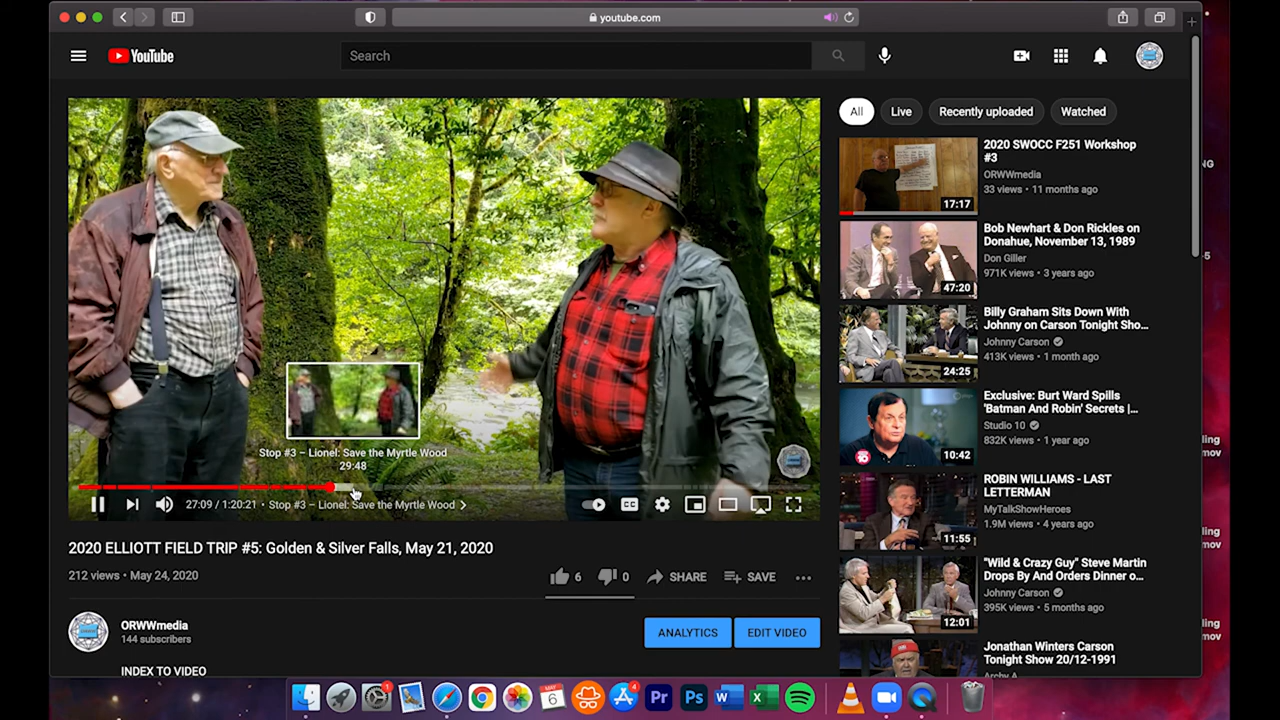 youtube.com
YouTube
Search
All
Live
Recently uploaded
Watched
Stop #3 – Lionel: Save the Myrtle Wood
29:48
27:09 / 1:20:21 • Stop #3 – Lionel: Save the Myrtle Wood
CC
2020 ELLIOTT FIELD TRIP #5: Golden & Silver Falls, May 21, 2020
212 views • May 24, 2020
6
0
SHARE
SAVE
ORWWmedia
144 subscribers
ANALYTICS
EDIT VIDEO
INDEX TO VIDEO
2020 SWOCC F251 Workshop
#3
ORWWmedia
33 views • 11 months ago
17:17
Bob Newhart & Don Rickles on
Donahue, November 13, 1989
Don Giller
971K views • 3 years ago
47:20
Billy Graham Sits Down With
Johnny on Carson Tonight Sho...
Johnny Carson
413K views • 1 month ago
24:25
Exclusive: Burt Ward Spills
'Batman And Robin' Secrets |...
Studio 10
832K views • 1 year ago
10:42
ROBIN WILLIAMS - LAST
LETTERMAN
MyTalkShowHeroes
1.9M views • 4 years ago
11:55
"Wild & Crazy Guy" Steve Martin
Drops By And Orders Dinner o...
Johnny Carson
395K views • 5 months ago
12:01
Jonathan Winters Carson
Tonight Show 20/12-1991
1
6
4
Pr
Ps
W
X